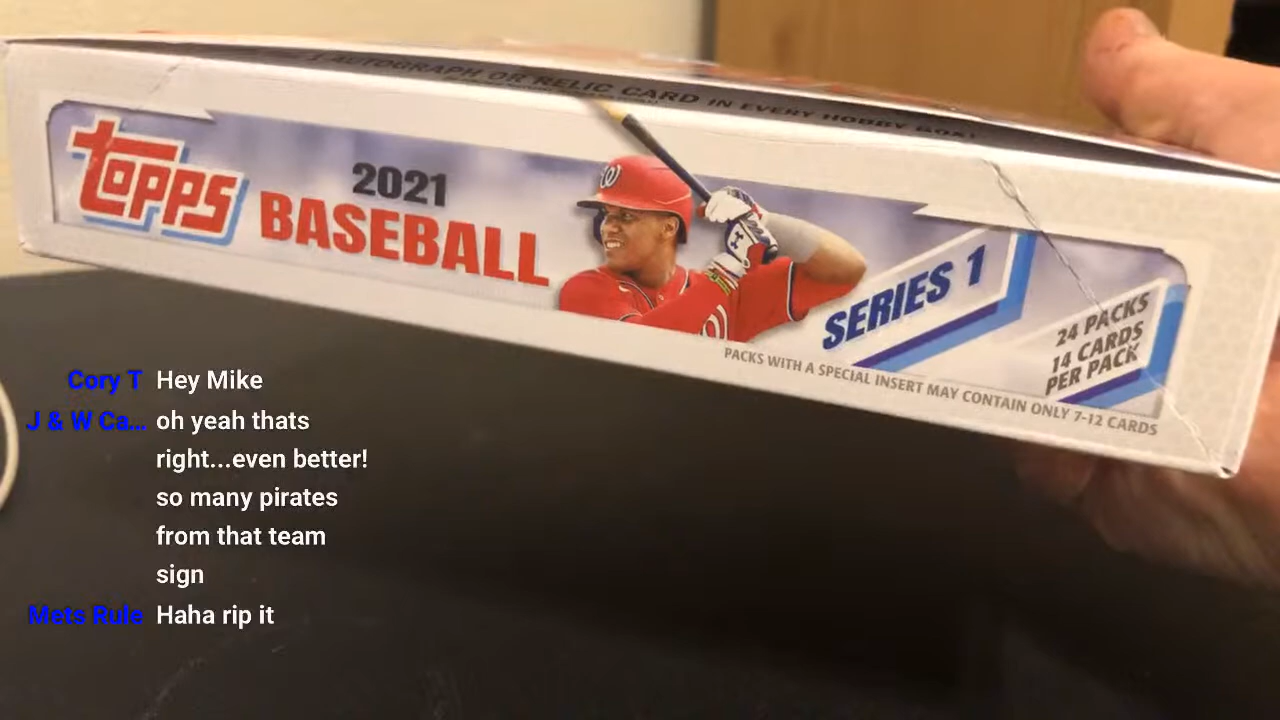 1 AUTOGRAPH OR RELIC CARD IN EVERY HOBBY BOX!
TOPPS
2021
BASEBALL
W
SERIES 1
24 PACKS
14 CARDS
PER PACK
PACKS WITH A SPECIAL INSERT MAY CONTAIN ONLY 7-12 CARDS
Cory T Hey Mike
J & W Ca... oh yeah thats
right...even better!
so many pirates
from that team
sign
Mets Rule Haha rip it